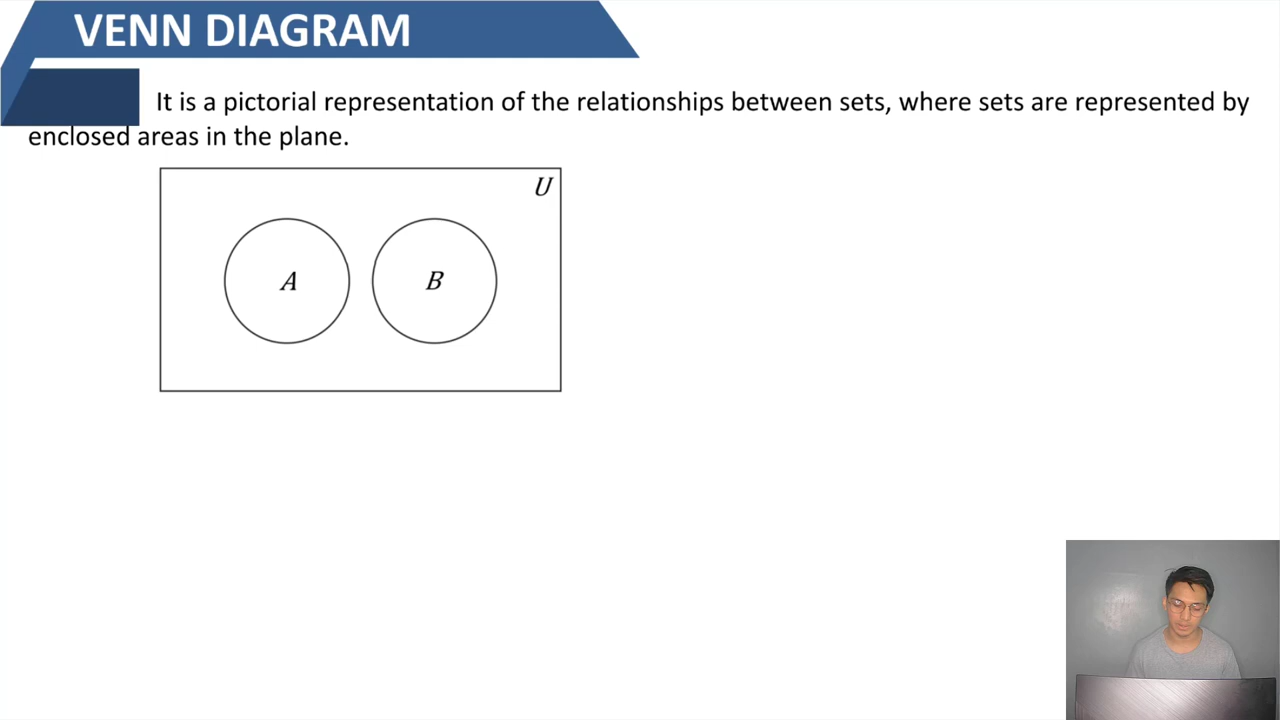 VENN DIAGRAM
It is a pictorial representation of the relationships between sets, where sets are represented by
enclosed areas in the plane.
U
A
B